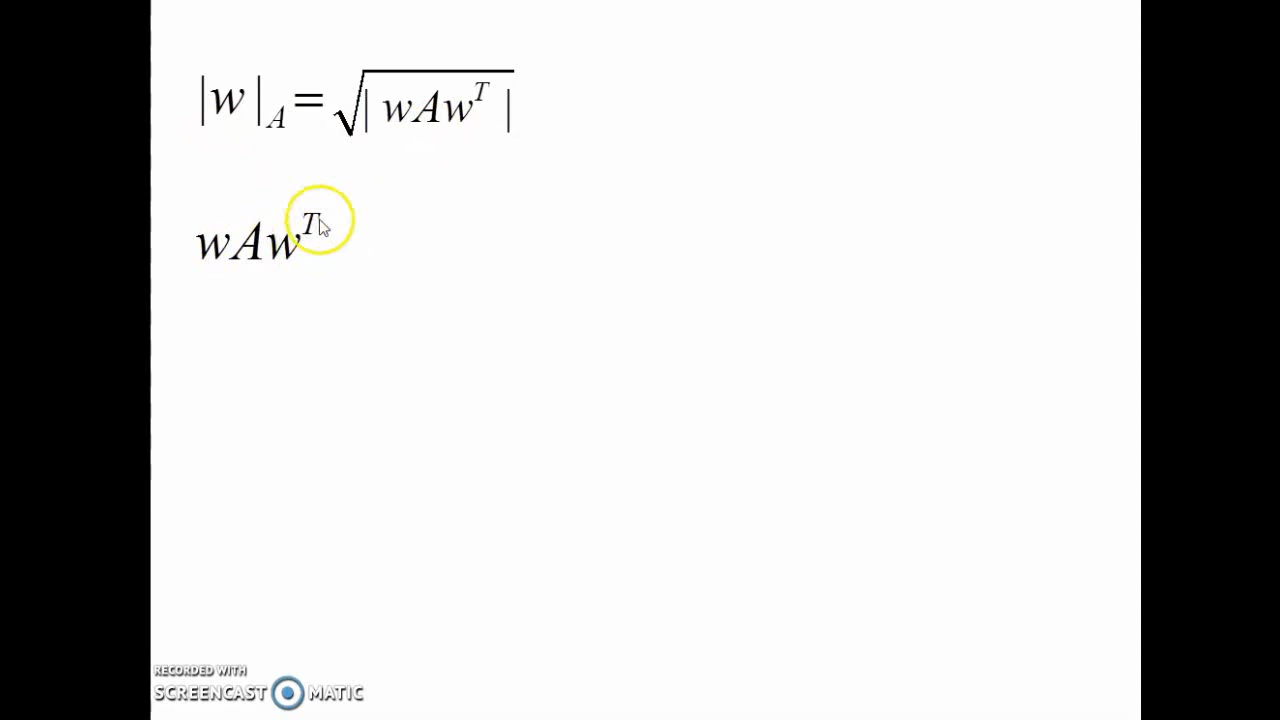 |w|_A = √|wAw^T|
wAw^T
RECORDED WITH
SCREENCAST MATIC